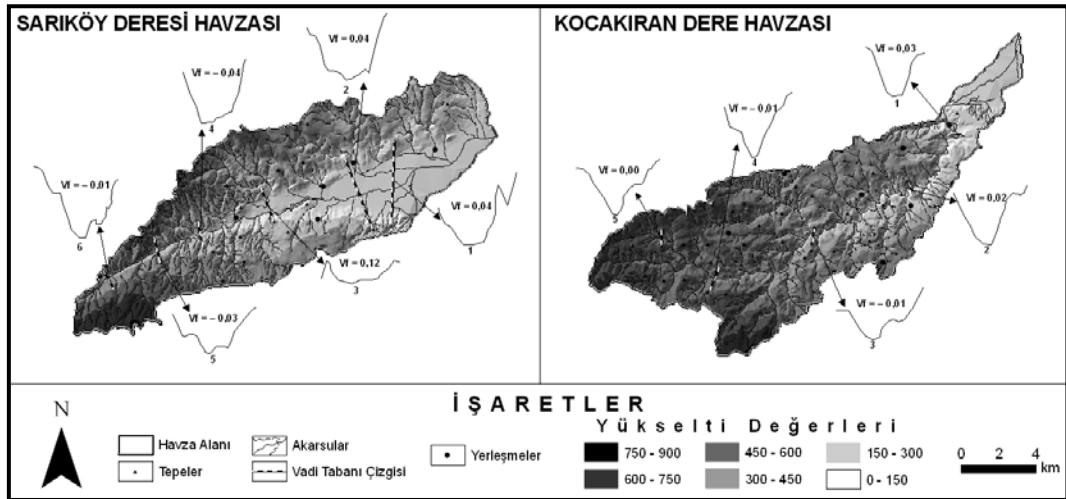 SARIKÖY DERESİ HAVZASI
Vf = 0,04
2
Vf = – 0,04
4
Vf = – 0,01
6
Vf = 0,04
1
Vf = 0,12
3
Vf = – 0,03
5
KOCAKIRAN DERE HAVZASI
Vf = 0,03
1
Vf = – 0,01
4
Vf = 0,00
5
Vf = 0,02
2
Vf = – 0,01
3
İŞARETLER
N
Havza Alanı
Tepeler
Akarsular
Vadi Tabanı Çizgisi
Yerleşmeler
Yükselti Değerleri
750 - 900
600 - 750
450 - 600
300 - 450
150 - 300
0 - 150
0 2 4
km